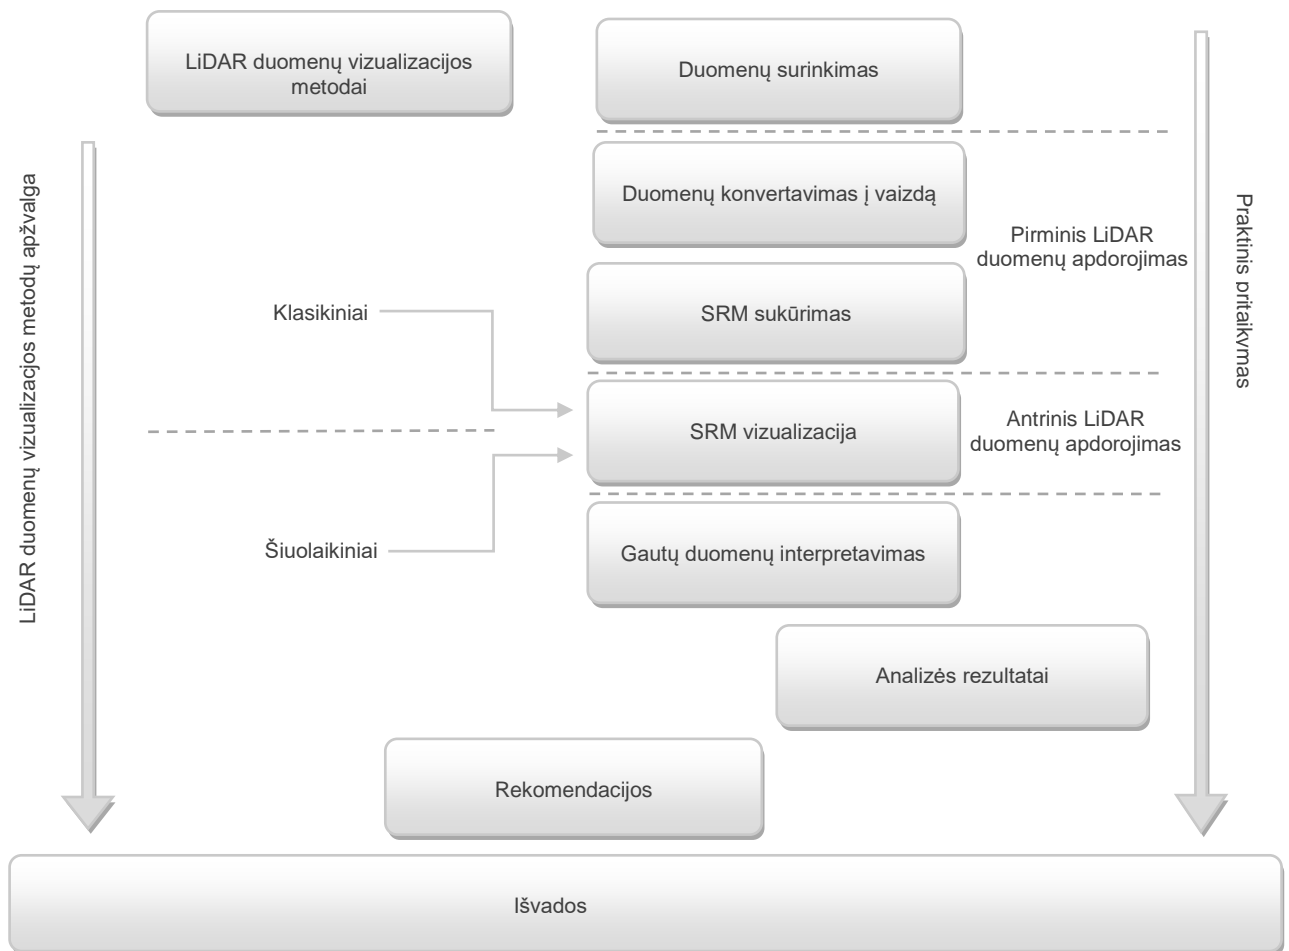 LiDAR duomenų vizualizacijos
metodai
Duomenų surinkimas
Duomenų konvertavimas į vaizdą
Pirminis LiDAR
duomenų apdorojimas
SRM sukūrimas
Klasikiniai
SRM vizualizacija
Antrinis LiDAR
duomenų apdorojimas
Šiuolaikiniai
Gautų duomenų interpretavimas
Analizės rezultatai
Rekomendacijos
Išvados
LiDAR duomenų vizualizacjos metodų apžvalga
Praktinis pritaikymas